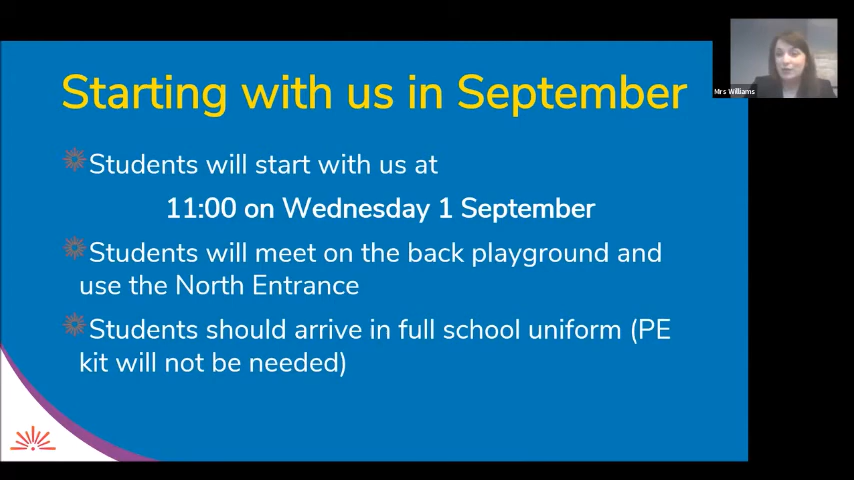 Starting with us in September
Mrs Williams
Students will start with us at
11:00 on Wednesday 1 September
Students will meet on the back playground and
use the North Entrance
Students should arrive in full school uniform (PE
kit will not be needed)